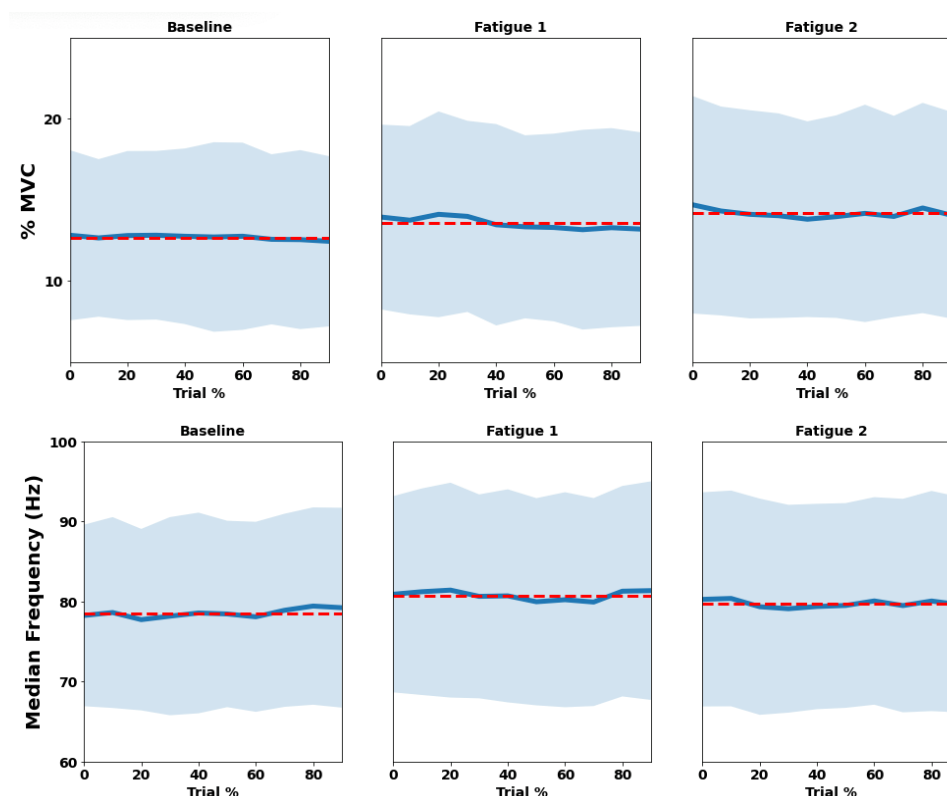 Baseline Fatigue 1 Fatigue 2
% MVC
20
10
0 20 40 60 80 0 20 40 60 80 0 20 40 60 80
Trial % Trial % Trial %
Baseline Fatigue 1 Fatigue 2
Median Frequency (Hz)
100
90
80
70
60
0 20 40 60 80 0 20 40 60 80 0 20 40 60 80
Trial % Trial % Trial %